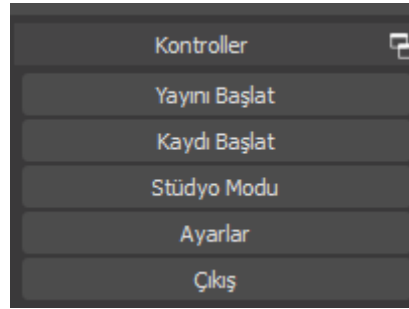 Kontroller
Yayını Başlat
Kaydı Başlat
Stüdyo Modu
Ayarlar
Çıkış